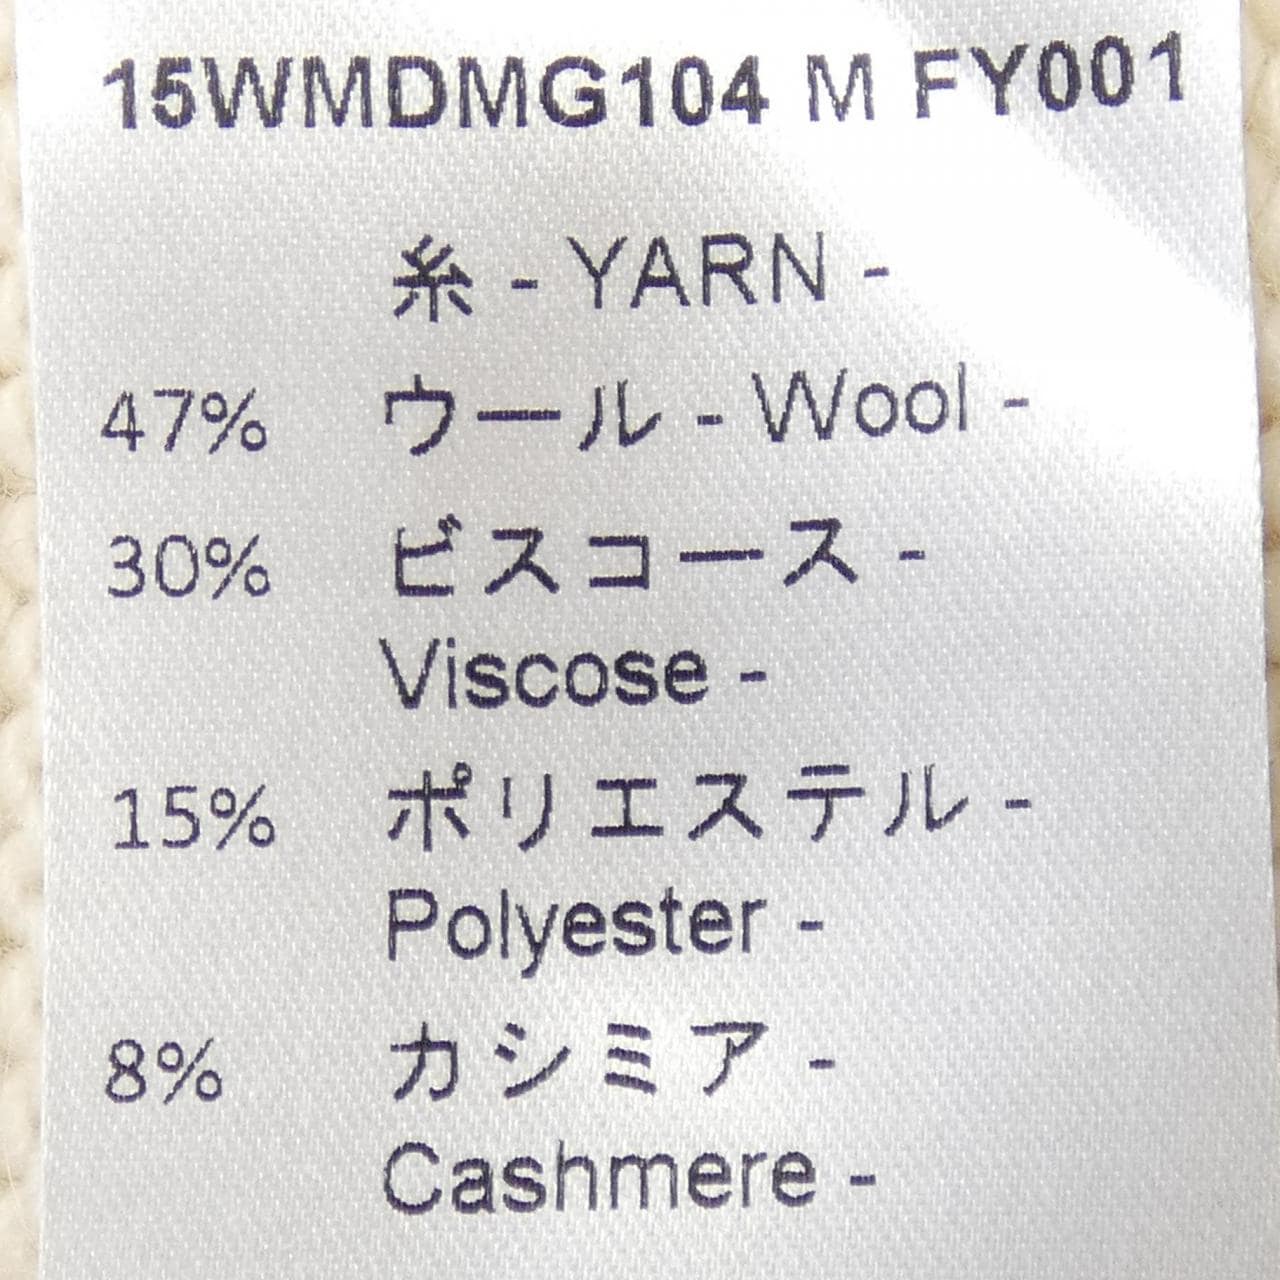 15WMDMG104 M FY001
糸 - YARN -
47% ウール - Wool -
30% ビスコース -
Viscose -
15% ポリエステル -
Polyester -
8% カシミア -
Cashmere -